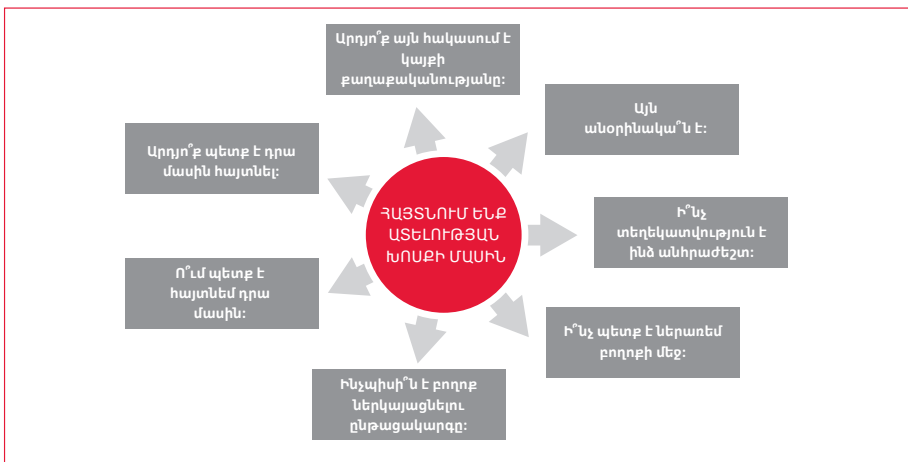 Արդյո՞ք այն հակասում է
կայքի
քաղաքականությանը:
Այն
անօրինակա՞ն է:
Արդյո՞ք պետք է դրա
մասին հայտնել:
ՀԱՅՏՆՈՒՄ ԵՆՔ
ԱՏԵԼՈՒԹՅԱՆ
ԽՈՍՔԻ ՄԱՍԻՆ
Ի՞նչ
տեղեկատվություն է
ինձ անհրաժեշտ:
Ո՞ւմ պետք է
հայտնեմ դրա
մասին:
Ի՞նչ պետք է ներառեմ
բողոքի մեջ:
Ինչպիսի՞ն է բողոք
ներկայացնելու
ընթացակարգը: